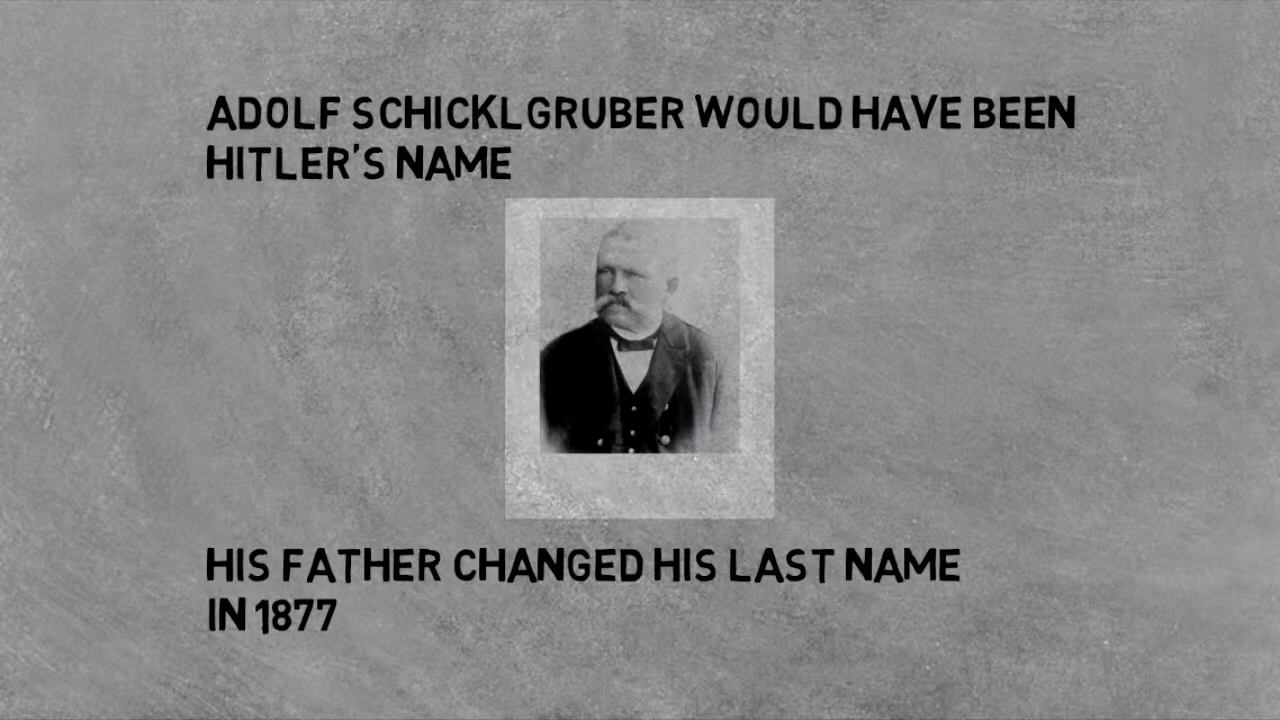 ADOLF SCHICKLGRUBER WOULD HAVE BEEN
HITLER'S NAME
HIS FATHER CHANGED HIS LAST NAME
IN 1877